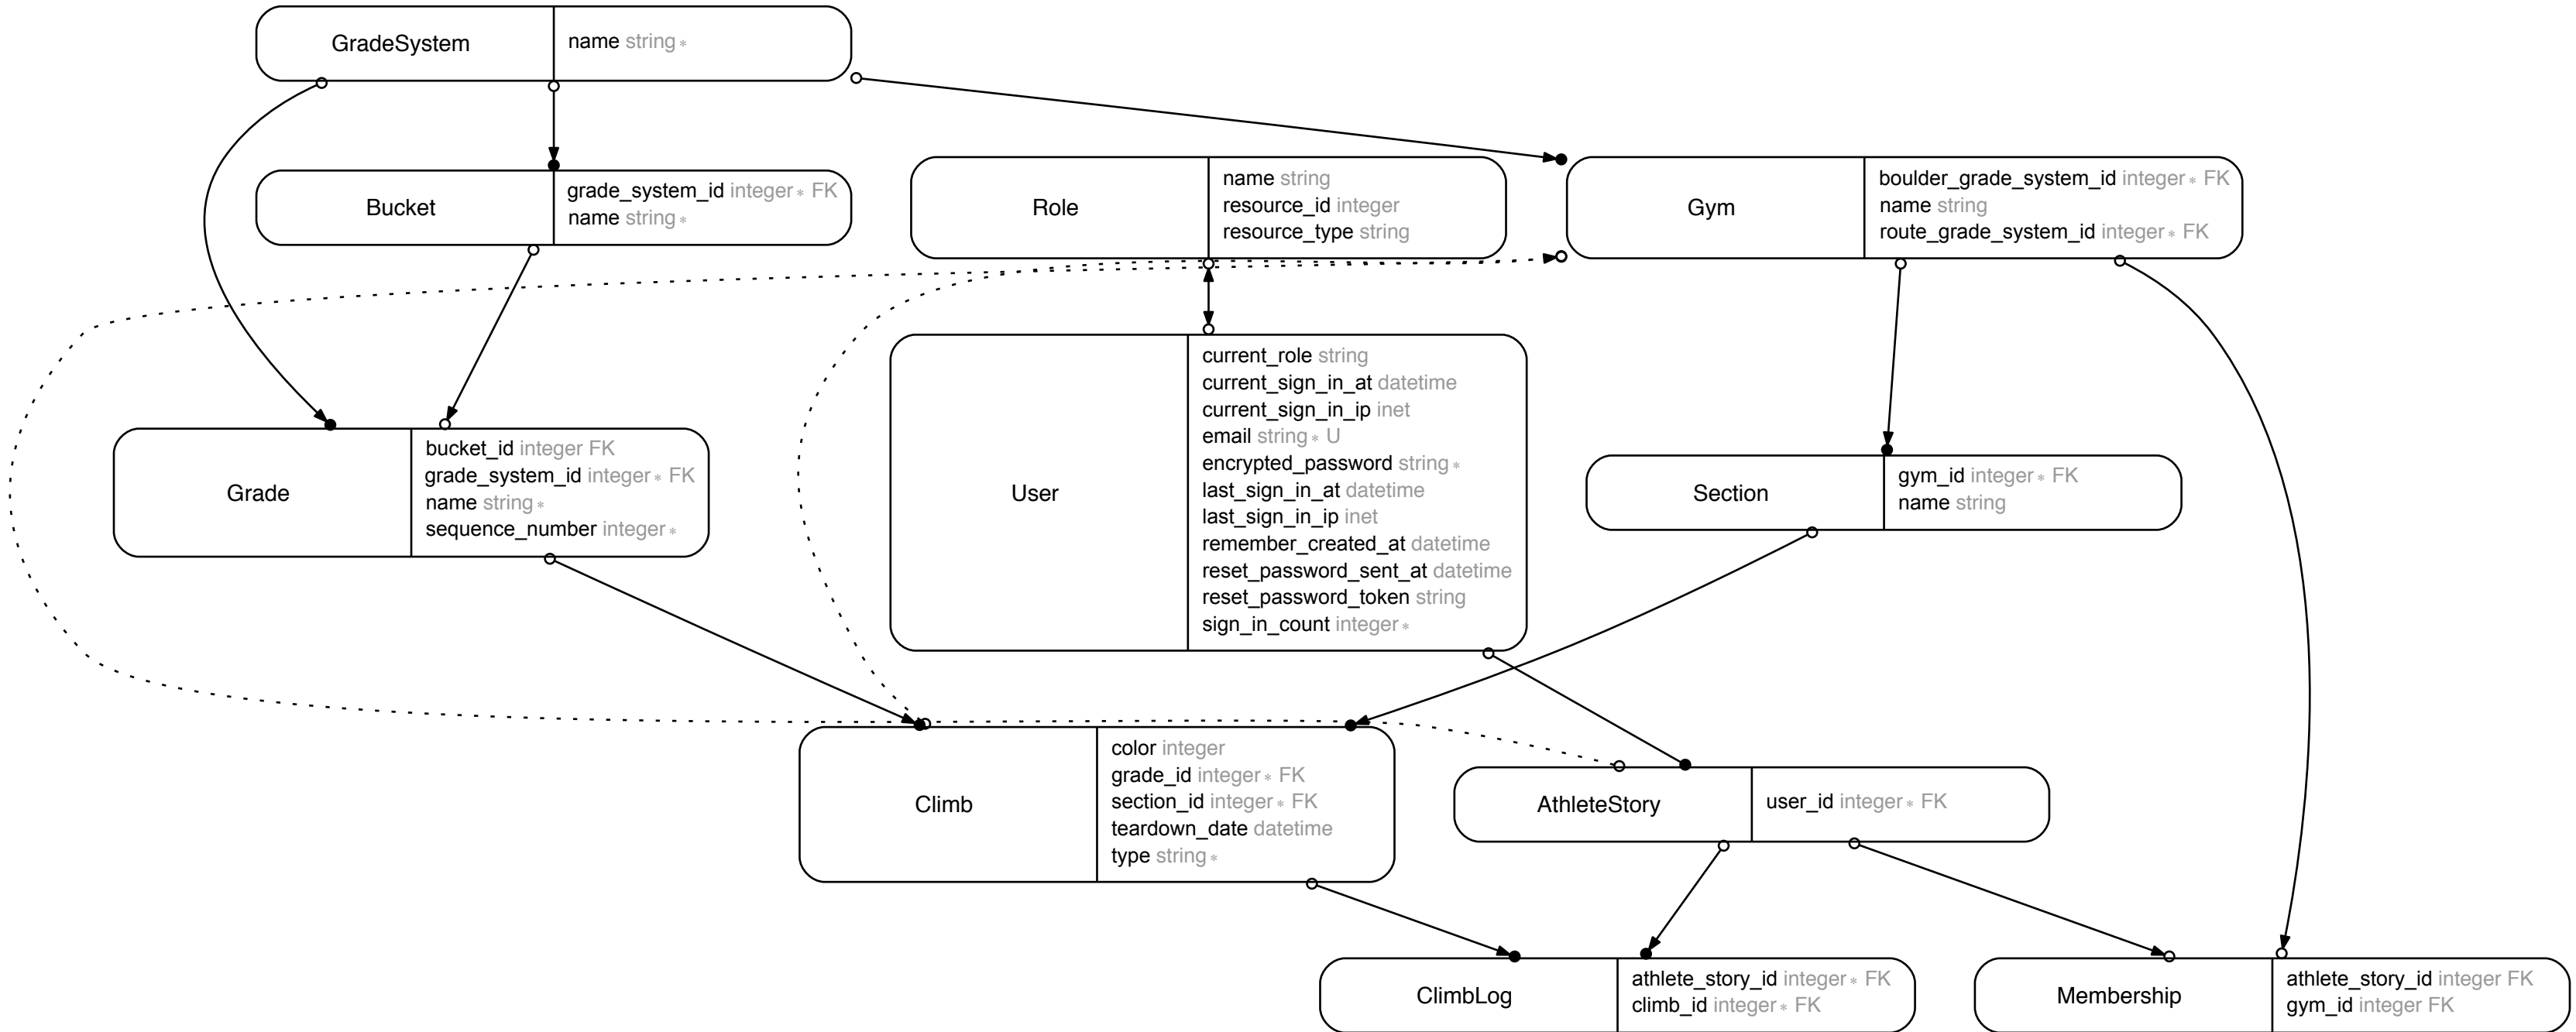 GradeSystem
name string∗
Bucket
grade_system_id integer∗ FK
name string∗
Role
name string
resource_id integer
resource_type string
Gym
boulder_grade_system_id integer∗ FK
name string
route_grade_system_id integer∗ FK
Grade
bucket_id integer FK
grade_system_id integer∗ FK
name string∗
sequence_number integer∗
User
current_role string
current_sign_in_at datetime
current_sign_in_ip inet
email string∗ U
encrypted_password string∗
last_sign_in_at datetime
last_sign_in_ip inet
remember_created_at datetime
reset_password_sent_at datetime
reset_password_token string
sign_in_count integer∗
Section
gym_id integer∗ FK
name string
Climb
color integer
grade_id integer∗ FK
section_id integer∗ FK
teardown_date datetime
type string∗
AthleteStory
user_id integer∗ FK
ClimbLog
athlete_story_id integer∗ FK
climb_id integer∗ FK
Membership
athlete_story_id integer FK
gym_id integer FK